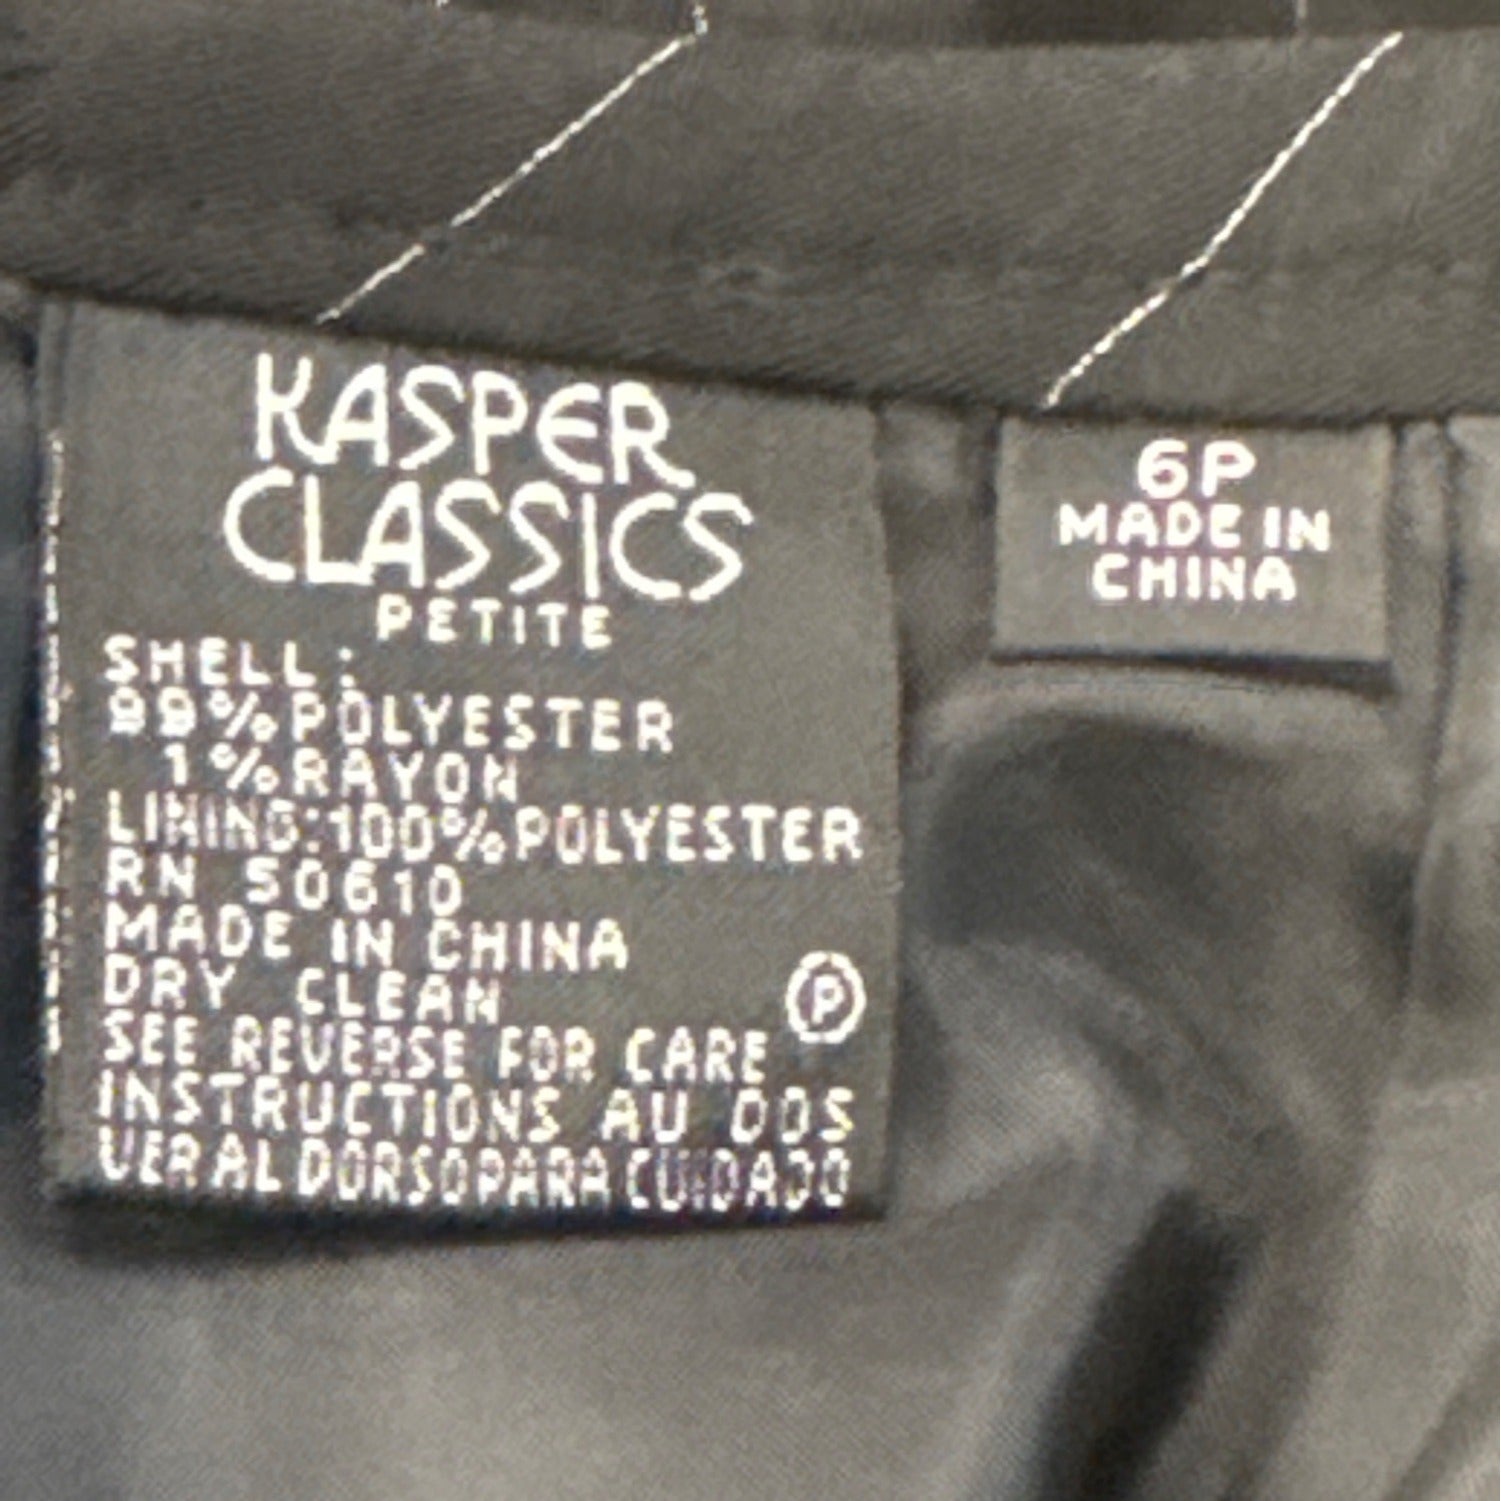 KASPER
CLASSICS
PETITE
SHELL:
99%POLYESTER
1%RAYON
LINING:100%POLYESTER
RN 50610
MADE IN CHINA
DRY CLEAN
P
SEE REVERSE FOR CARE
INSTRUCTIONS AU DOS
VER AL DORSO PARA CUIDADO
6P
MADE IN
CHINA